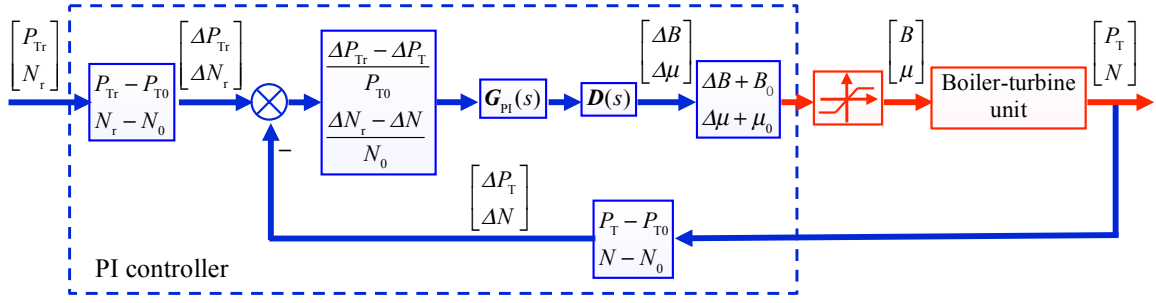 [P_Tr
N_r]
P_Tr − P_T0
N_r − N_0
[ΔP_Tr
ΔN_r]
−
ΔP_Tr − ΔP_T
P_T0
ΔN_r − ΔN
N_0
G_PI(s)
D(s)
[ΔB
Δμ]
ΔB + B_0
Δμ + μ_0
[B
μ]
Boiler-turbine
unit
[P_T
N]
[ΔP_T
ΔN]
P_T − P_T0
N − N_0
PI controller